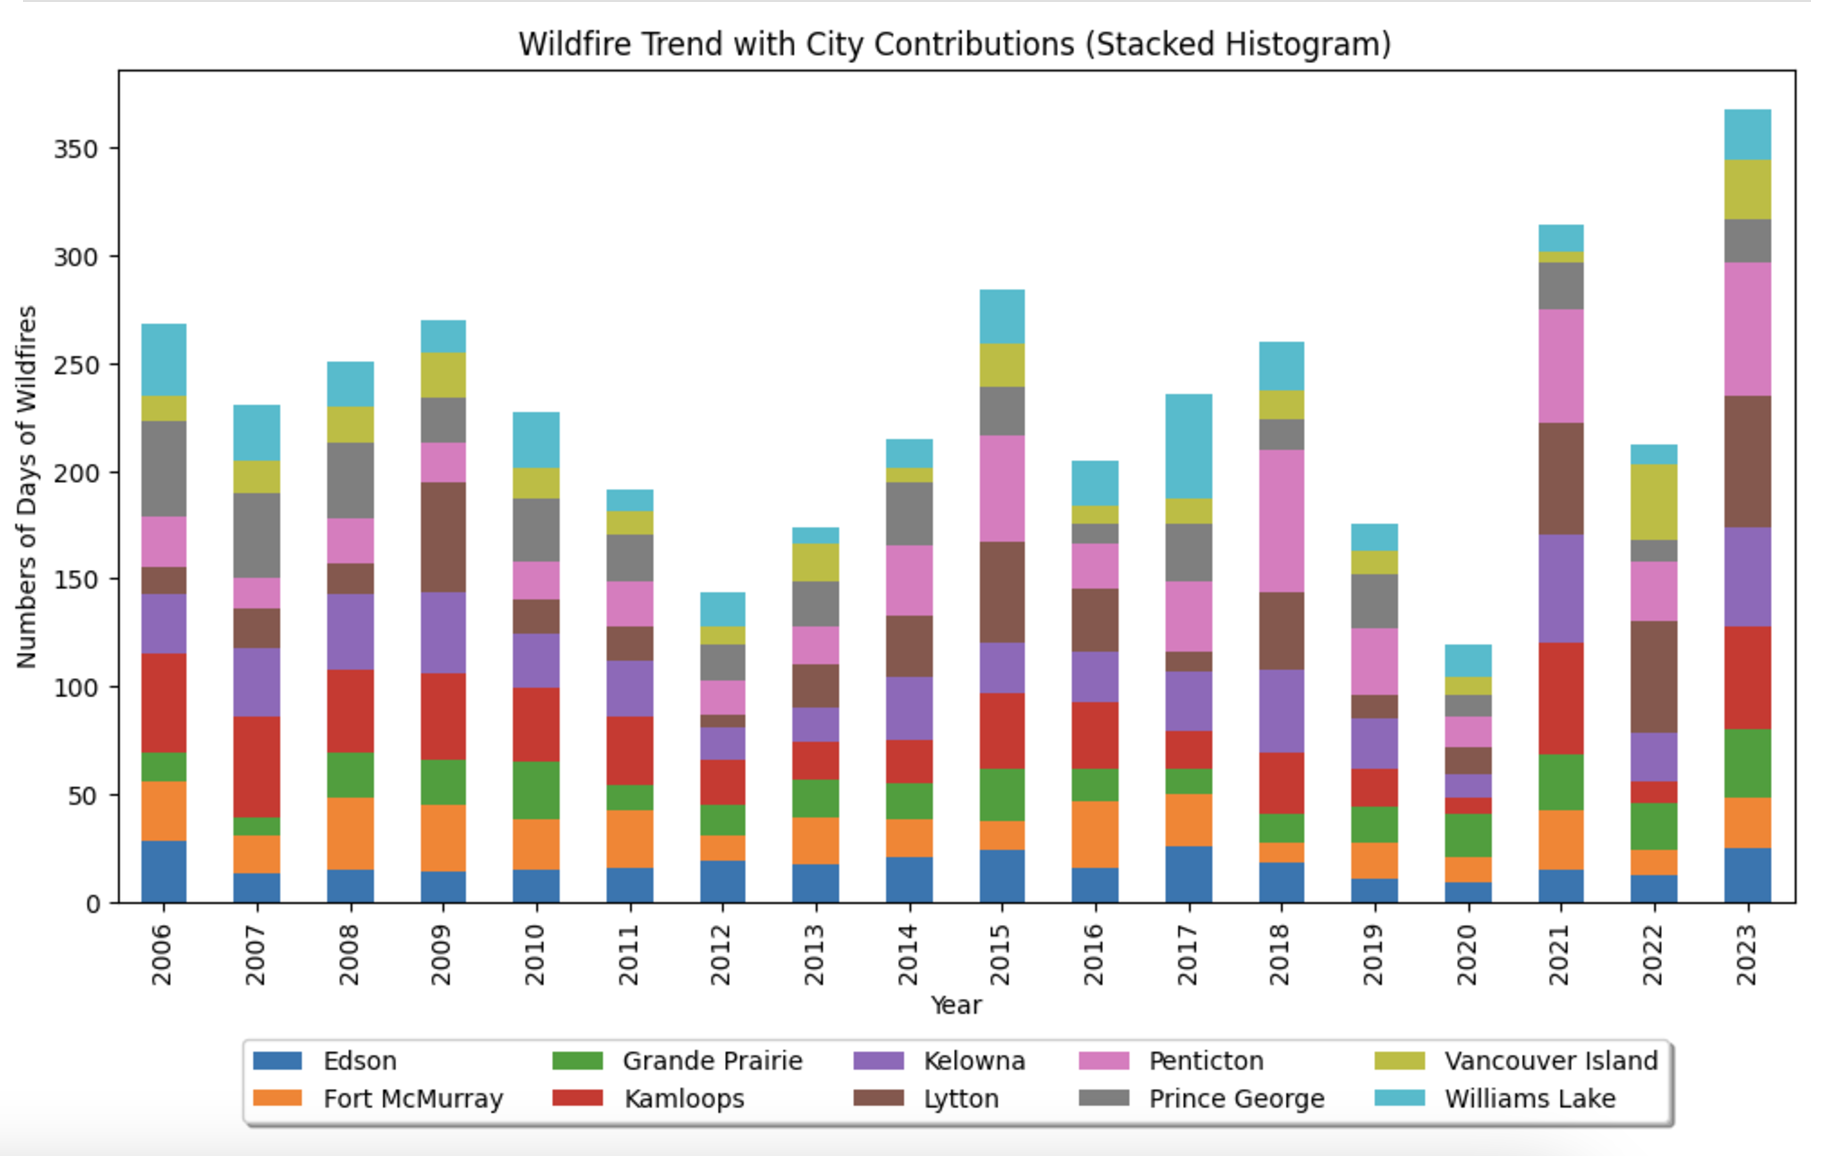 Wildfire Trend with City Contributions (Stacked Histogram)
Numbers of Days of Wildfires
350
300
250
200
150
100
50
0
2006 2007 2008 2009 2010 2011 2012 2013 2014 2015 2016 2017 2018 2019 2020 2021 2022 2023
Year
Edson Grande Prairie Kelowna Penticton Vancouver Island
Fort McMurray Kamloops Lytton Prince George Williams Lake